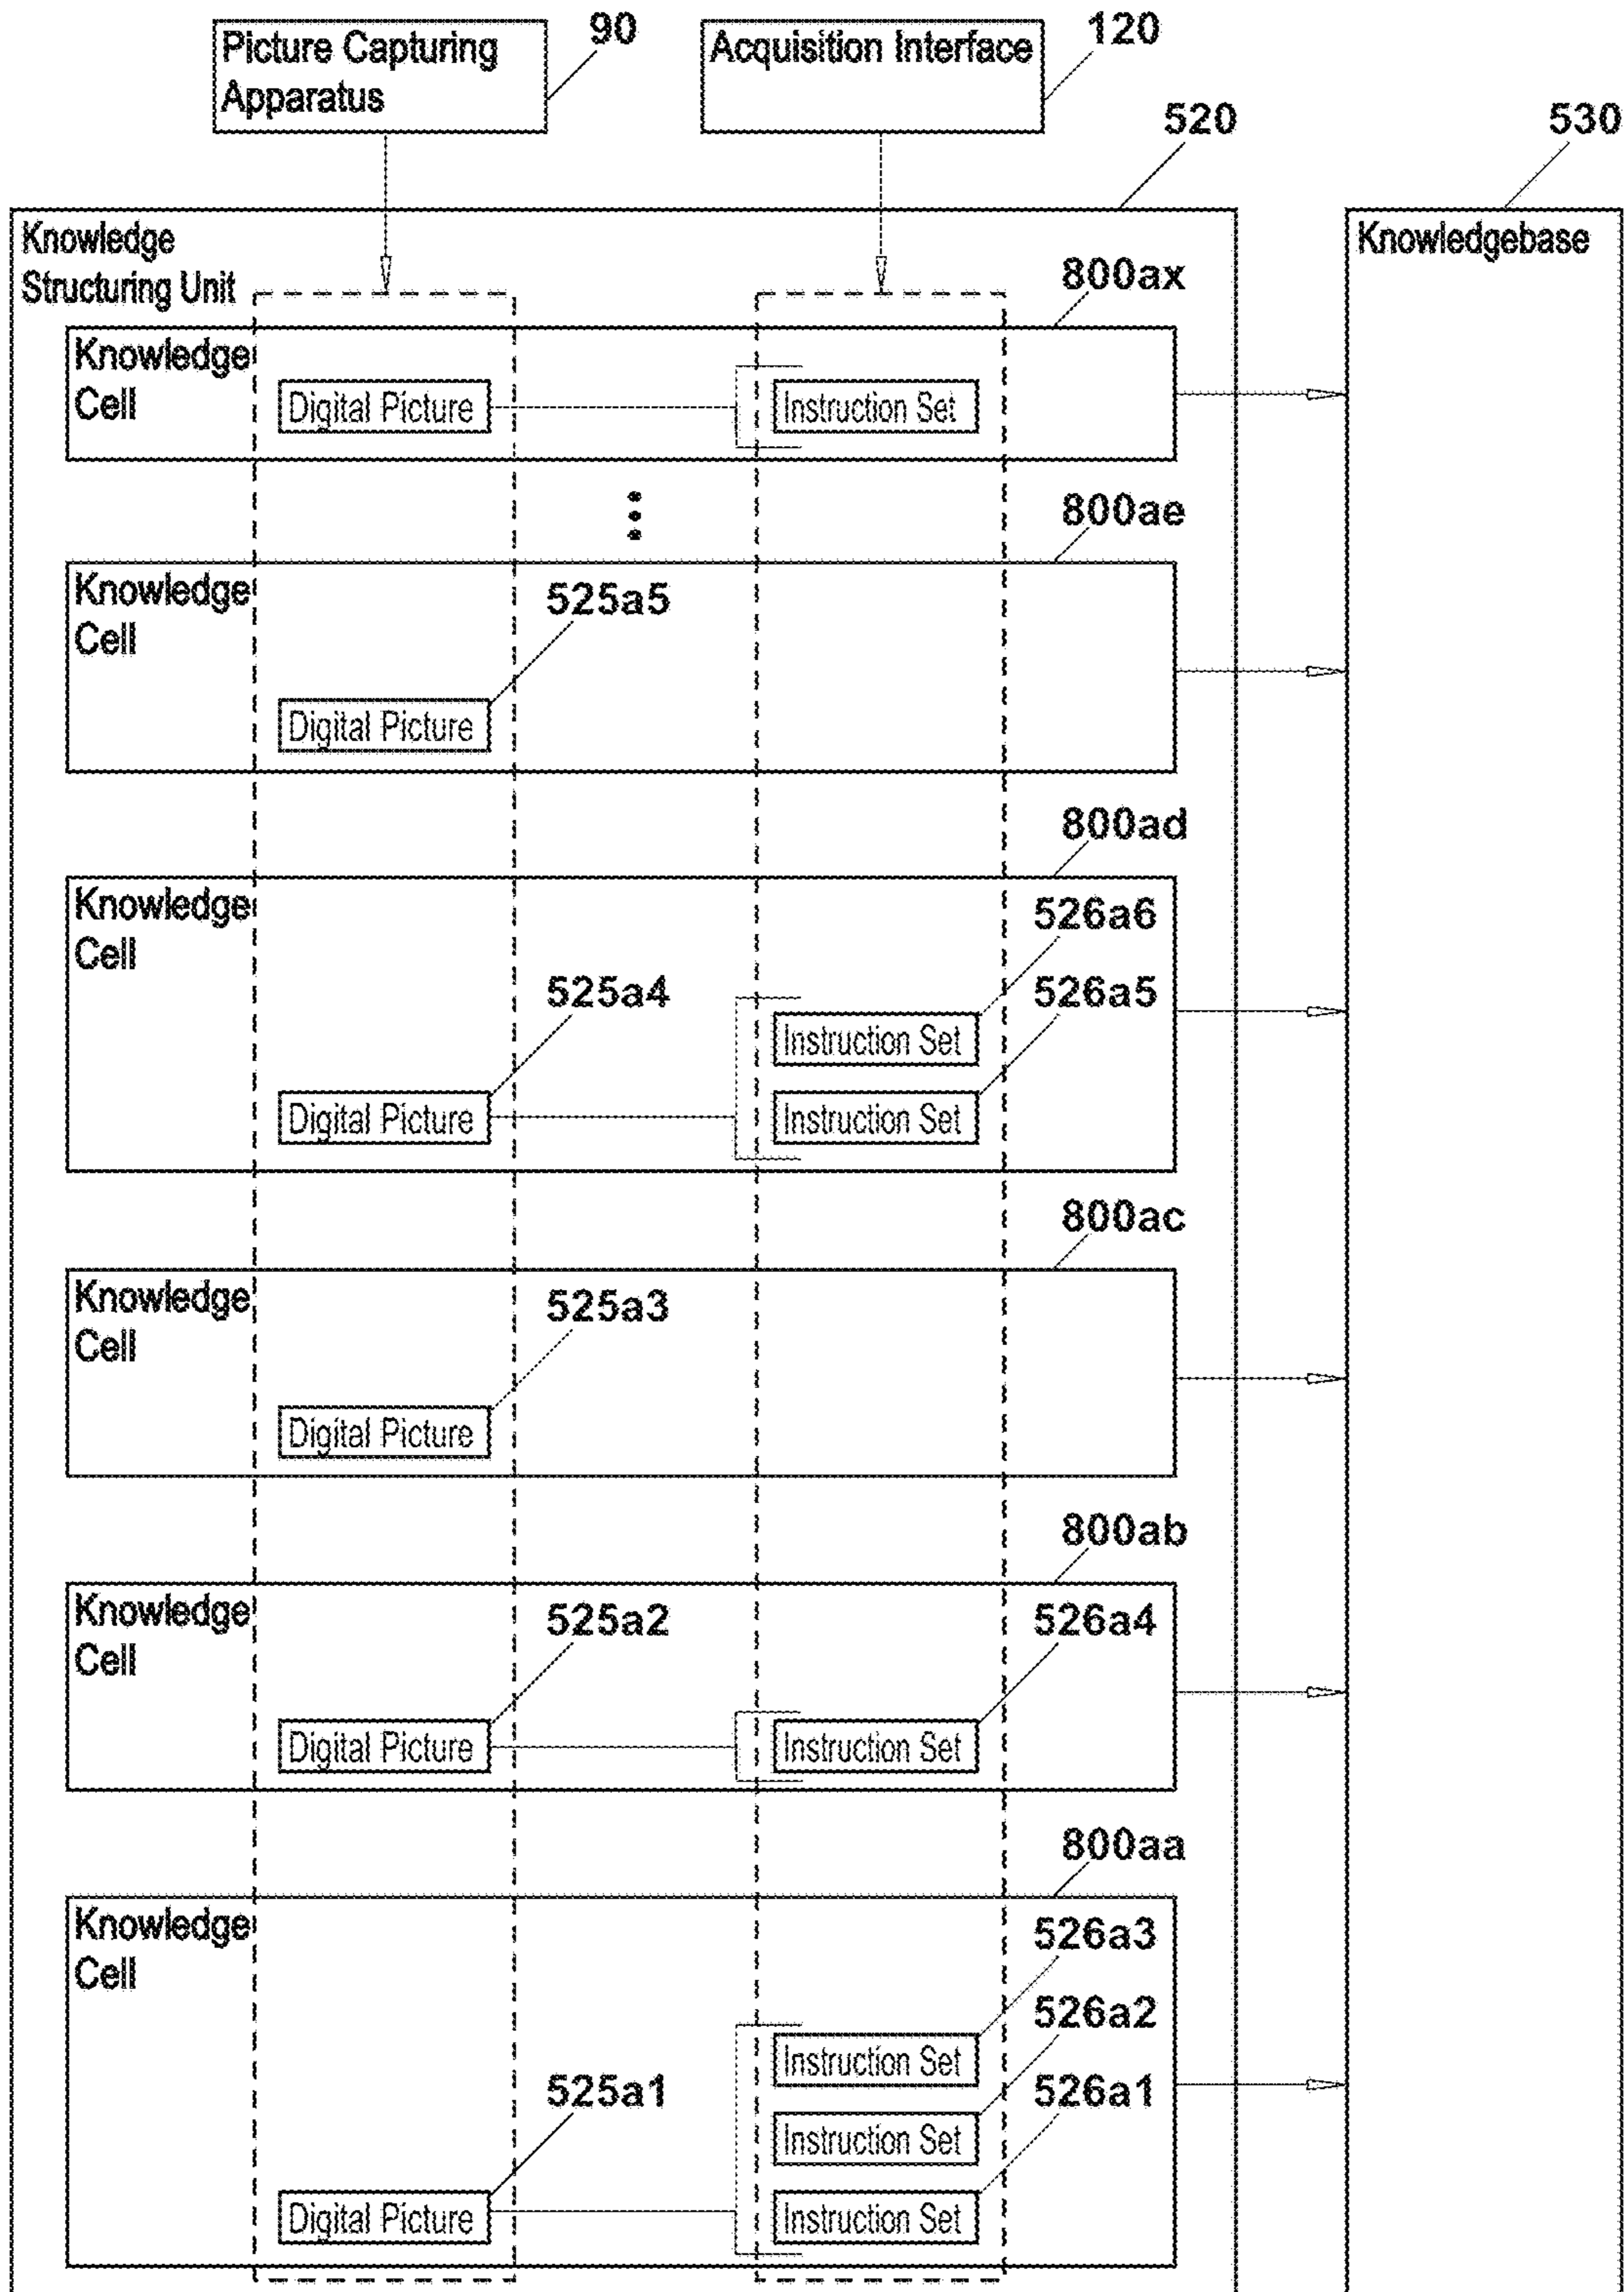 Picture Capturing
Apparatus
90
Acquisition Interface
120
520
530
Knowledge
Structuring Unit
Knowledgebase
800ax
Knowledge
Cell
Digital Picture
Instruction Set
800ae
Knowledge
Cell
525a5
Digital Picture
800ad
Knowledge
Cell
526a6
525a4
526a5
Instruction Set
Digital Picture
Instruction Set
800ac
Knowledge
Cell
525a3
Digital Picture
800ab
Knowledge
Cell
525a2
526a4
Digital Picture
Instruction Set
800aa
Knowledge
Cell
526a3
526a2
Instruction Set
525a1
526a1
Instruction Set
Digital Picture
Instruction Set